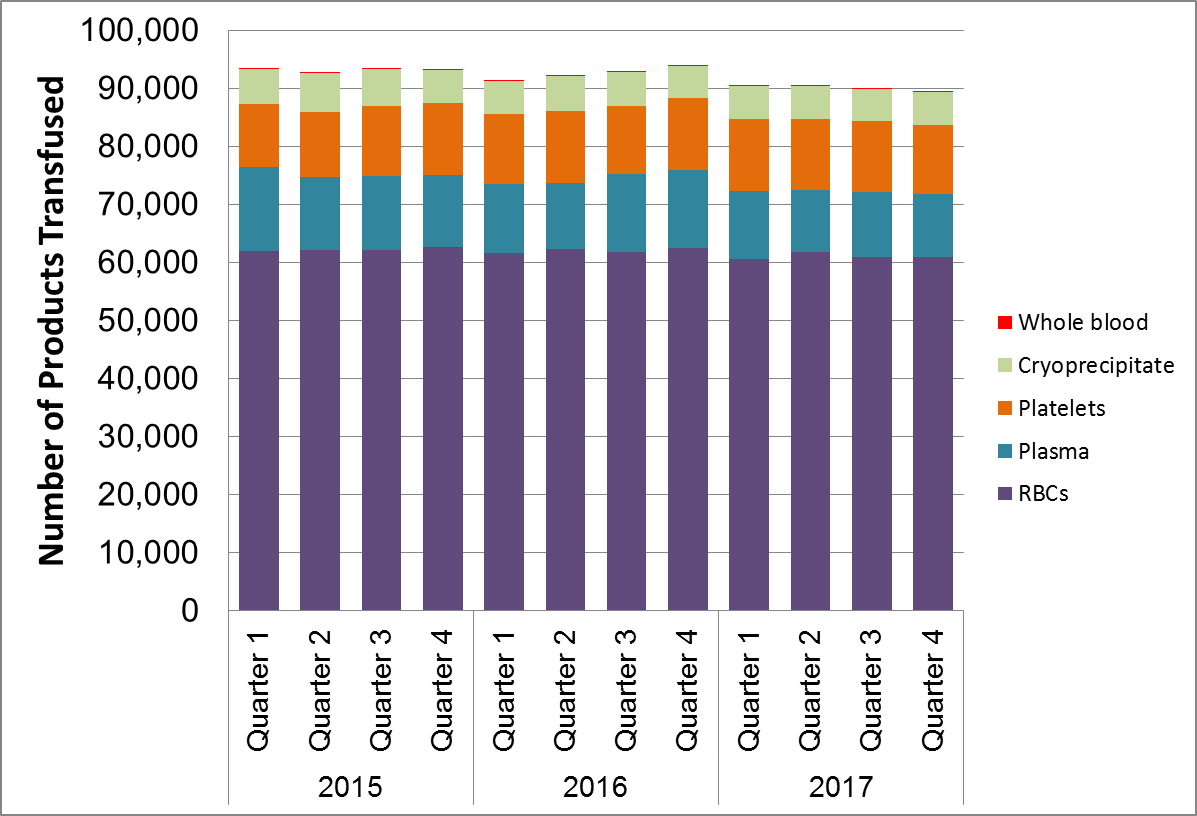 Number of Products Transfused
100,000
90,000
80,000
70,000
60,000
50,000
40,000
30,000
20,000
10,000
0
Quarter 1
Quarter 2
Quarter 3
Quarter 4
Quarter 1
Quarter 2
Quarter 3
Quarter 4
Quarter 1
Quarter 2
Quarter 3
Quarter 4
2015
2016
2017
Whole blood
Cryoprecipitate
Platelets
Plasma
RBCs